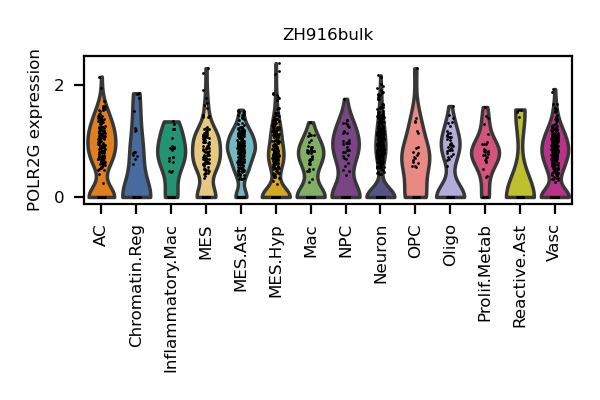 ZH916bulk
POLR2G expression
2
0
AC
Chromatin.Reg
Inflammatory.Mac
MES
MES.Ast
MES.Hyp
Mac
NPC
Neuron
OPC
Oligo
Prolif.Metab
Reactive.Ast
Vasc